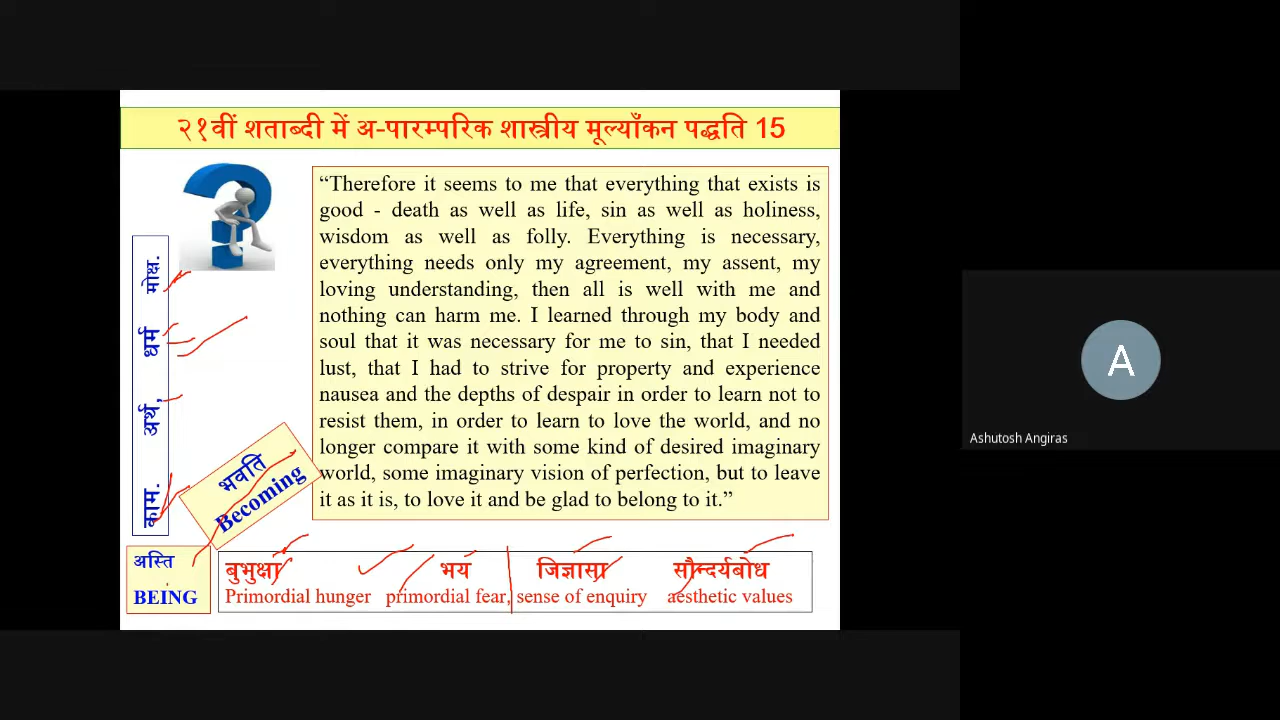 २१वीं शताब्दी में अ-पारम्परिक शास्त्रीय मूल्याँकन पद्धति 15
“Therefore it seems to me that everything that exists is
good - death as well as life, sin as well as holiness,
wisdom as well as folly. Everything is necessary,
everything needs only my agreement, my assent, my
loving understanding, then all is well with me and
nothing can harm me. I learned through my body and
soul that it was necessary for me to sin, that I needed
lust, that I had to strive for property and experience
nausea and the depths of despair in order to learn not to
resist them, in order to learn to love the world, and no
longer compare it with some kind of desired imaginary
world, some imaginary vision of perfection, but to leave
it as it is, to love it and be glad to belong to it.”
काम. अर्थ, धर्म मोक्ष.
भवति
Becoming
अस्ति
BEING
बुभुक्षा भय जिज्ञासा सौन्दर्यबोध
Primordial hunger primordial fear, sense of enquiry aesthetic values
A
Ashutosh Angiras